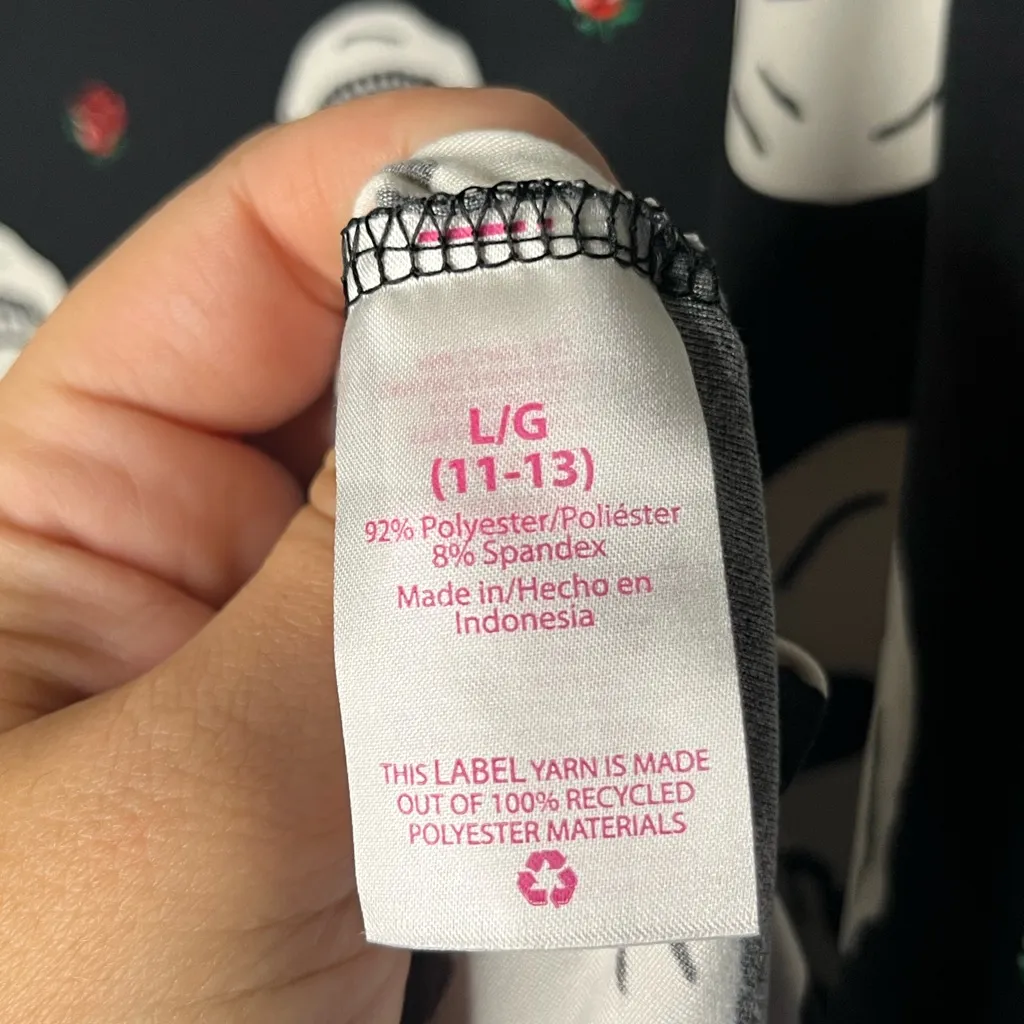 L/G
(11-13)
92% Polyester/Poliéster
8% Spandex
Made in/Hecho en
Indonesia
THIS LABEL YARN IS MADE
OUT OF 100% RECYCLED
POLYESTER MATERIALS